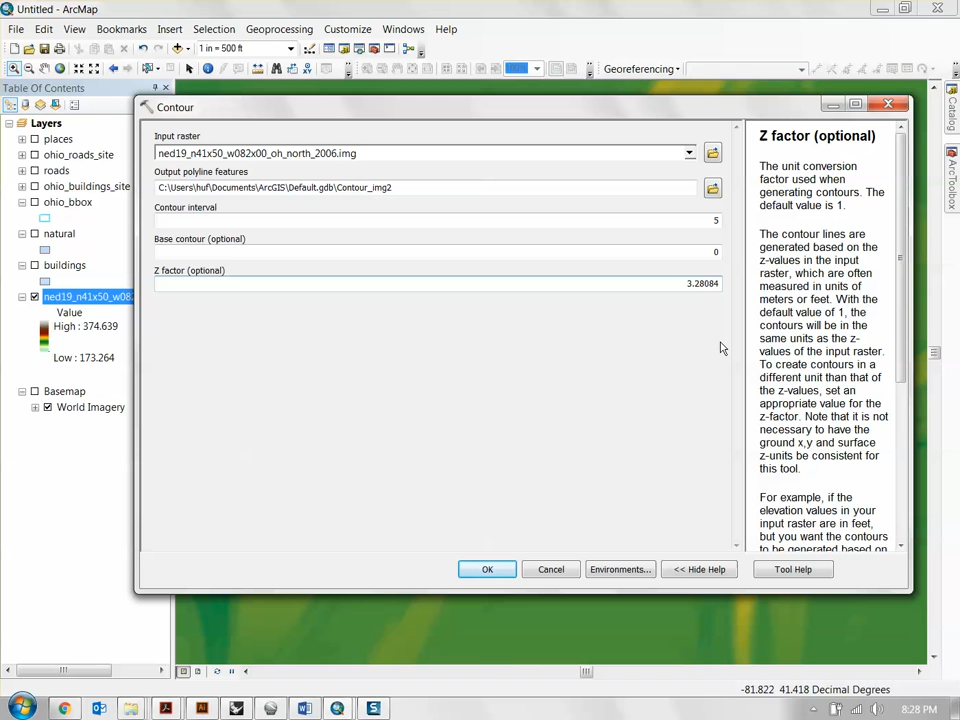 Untitled - ArcMap
File Edit View Bookmarks Insert Selection Geoprocessing Customize Windows Help
1 in = 500 ft
100%
Georeferencing
Table Of Contents
Layers
places
ohio_roads_site
roads
ohio_buildings_site
ohio_bbox
natural
buildings
ned19_n41x50_w082
Value
High : 374.639
Low : 173.264
Basemap
World Imagery
Contour
Input raster
ned19_n41x50_w082x00_oh_north_2006.img
Output polyline features
C:\Users\huf\Documents\ArcGIS\Default.gdb\Contour_img2
Contour interval
5
Base contour (optional)
0
Z factor (optional)
3.28084
Z factor (optional)
The unit conversion
factor used when
generating contours. The
default value is 1.
The contour lines are
generated based on the
z-values in the input
raster, which are often
measured in units of
meters or feet. With the
default value of 1, the
contours will be in the
same units as the z-
values of the input raster.
To create contours in a
different unit than that of
the z-values, set an
appropriate value for the
z-factor. Note that it is not
necessary to have the
ground x,y and surface
z-units be consistent for
this tool.
For example, if the
elevation values in your
input raster are in feet,
but you want the contours
to be generated based on
OK Cancel Environments... << Hide Help Tool Help
Catalog
ArcToolbox
-81.822 41.418 Decimal Degrees
8:28 PM